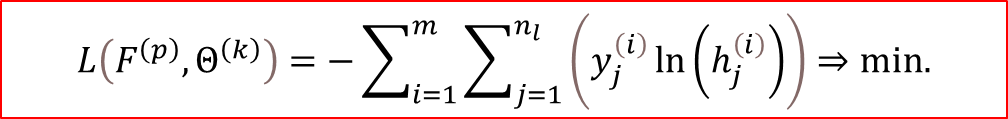 L(F^{(p)}, Θ^{(k)}) = − ∑_{i=1}^{m} ∑_{j=1}^{n_l} (y_j^{(i)} ln(h_j^{(i)})) ⇒ min.